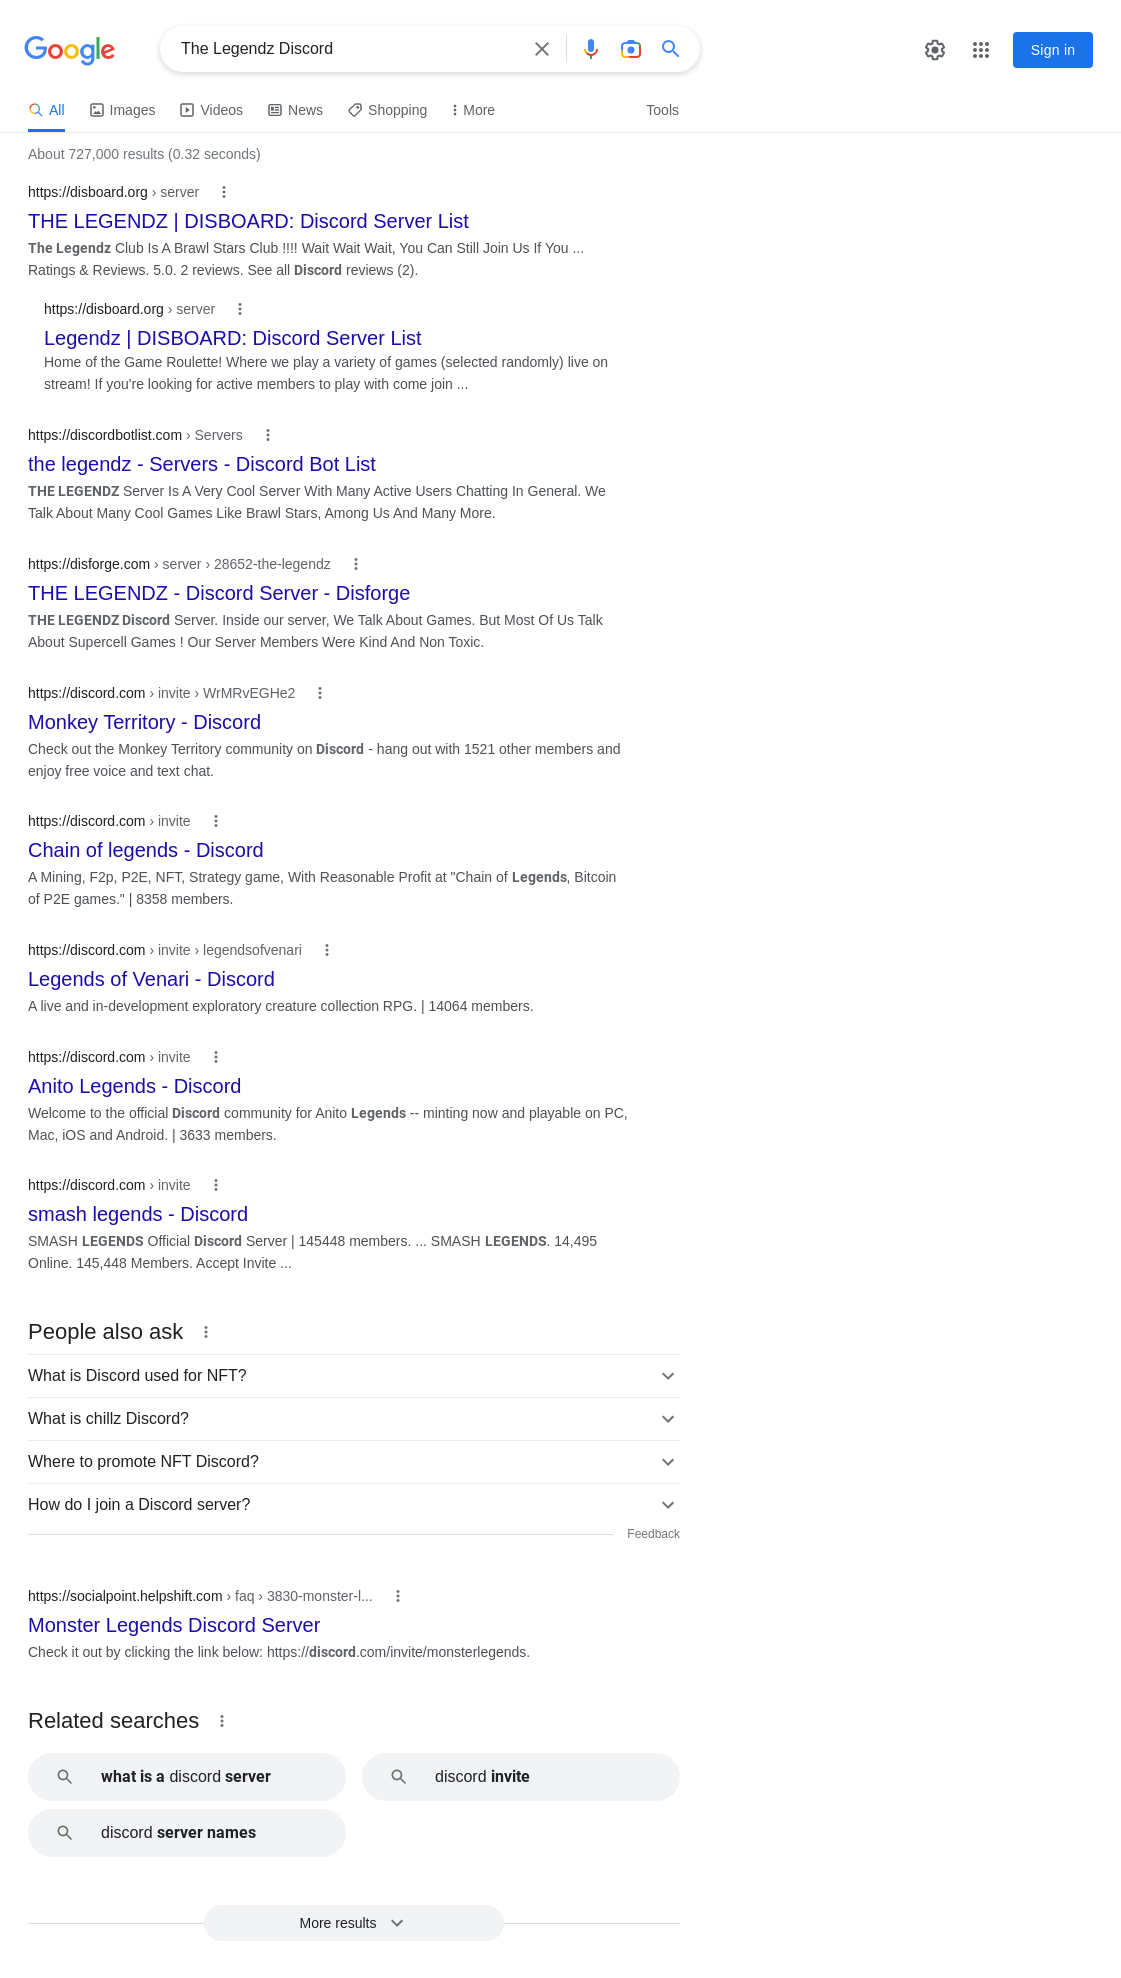 Google
The Legendz Discord
Sign in
All
Images
Videos
News
Shopping
More
Tools
About 727,000 results (0.32 seconds)
https://disboard.org › server
THE LEGENDZ | DISBOARD: Discord Server List
The Legendz Club Is A Brawl Stars Club !!!! Wait Wait Wait, You Can Still Join Us If You ...
Ratings & Reviews. 5.0. 2 reviews. See all Discord reviews (2).
https://disboard.org › server
Legendz | DISBOARD: Discord Server List
Home of the Game Roulette! Where we play a variety of games (selected randomly) live on
stream! If you're looking for active members to play with come join ...
https://discordbotlist.com › Servers
the legendz - Servers - Discord Bot List
THE LEGENDZ Server Is A Very Cool Server With Many Active Users Chatting In General. We
Talk About Many Cool Games Like Brawl Stars, Among Us And Many More.
https://disforge.com › server › 28652-the-legendz
THE LEGENDZ - Discord Server - Disforge
THE LEGENDZ Discord Server. Inside our server, We Talk About Games. But Most Of Us Talk
About Supercell Games ! Our Server Members Were Kind And Non Toxic.
https://discord.com › invite › WrMRvEGHe2
Monkey Territory - Discord
Check out the Monkey Territory community on Discord - hang out with 1521 other members and
enjoy free voice and text chat.
https://discord.com › invite
Chain of legends - Discord
A Mining, F2p, P2E, NFT, Strategy game, With Reasonable Profit at "Chain of Legends, Bitcoin
of P2E games." | 8358 members.
https://discord.com › invite › legendsofvenari
Legends of Venari - Discord
A live and in-development exploratory creature collection RPG. | 14064 members.
https://discord.com › invite
Anito Legends - Discord
Welcome to the official Discord community for Anito Legends -- minting now and playable on PC,
Mac, iOS and Android. | 3633 members.
https://discord.com › invite
smash legends - Discord
SMASH LEGENDS Official Discord Server | 145448 members. ... SMASH LEGENDS. 14,495
Online. 145,448 Members. Accept Invite ...
People also ask
What is Discord used for NFT?
What is chillz Discord?
Where to promote NFT Discord?
How do I join a Discord server?
Feedback
https://socialpoint.helpshift.com › faq › 3830-monster-l...
Monster Legends Discord Server
Check it out by clicking the link below: https://discord.com/invite/monsterlegends.
Related searches
what is a discord server
discord invite
discord server names
More results